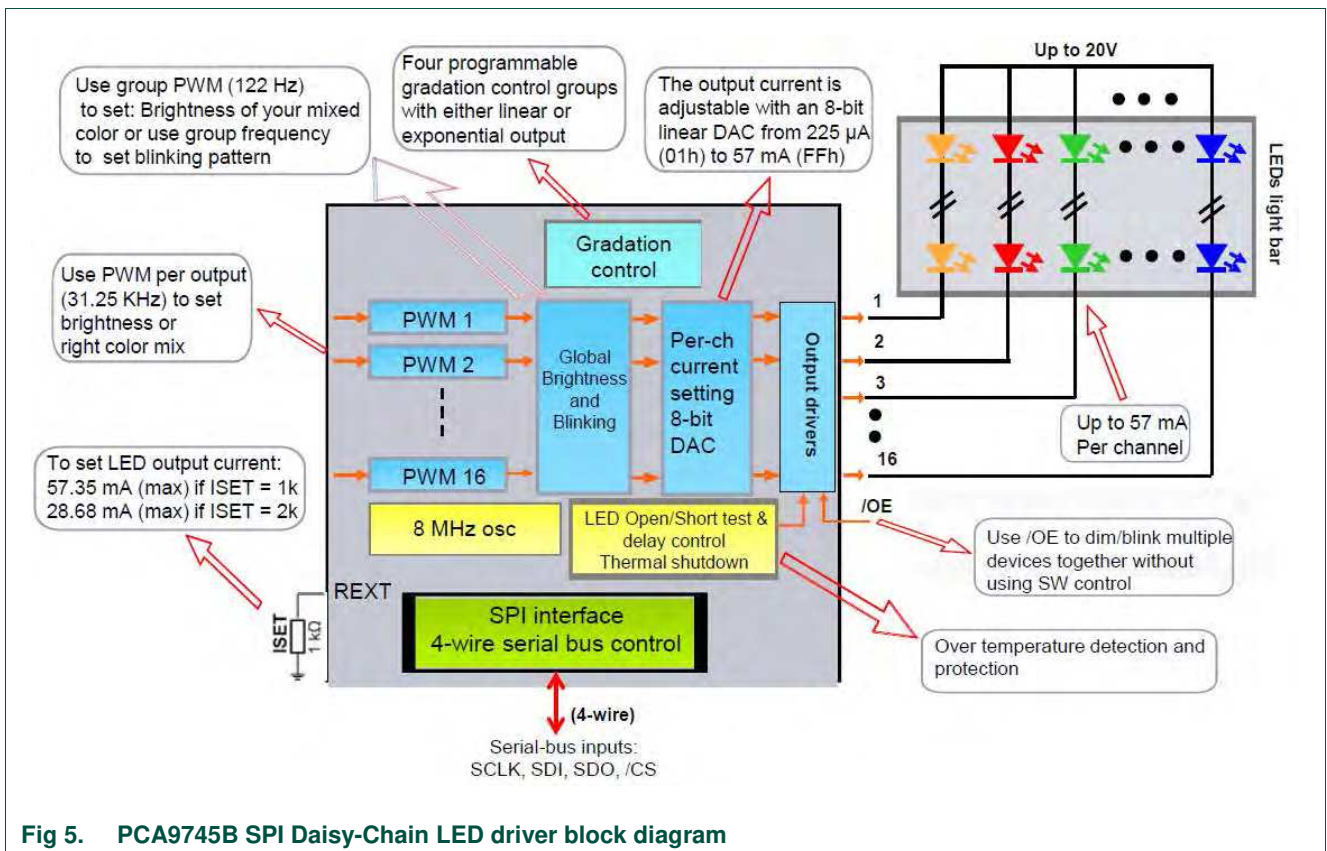 Up to 20V
Use group PWM (122 Hz)
to set: Brightness of your mixed
color or use group frequency
to set blinking pattern
Four programmable
gradation control groups
with either linear or
exponential output
The output current is
adjustable with an 8-bit
linear DAC from 225 µA
(01h) to 57 mA (FFh)
LEDs light bar
Gradation
control
Use PWM per output
(31.25 KHz) to set
brightness or
right color mix
PWM 1
PWM 2
PWM 16
Global
Brightness
and
Blinking
Per-ch
current
setting
8-bit
DAC
Output drivers
1
2
3
16
/OE
Up to 57 mA
Per channel
To set LED output current:
57.35 mA (max) if ISET = 1k
28.68 mA (max) if ISET = 2k
8 MHz osc
LED Open/Short test &
delay control
Thermal shutdown
Use /OE to dim/blink multiple
devices together without
using SW control
REXT
ISET
1 kΩ
SPI interface
4-wire serial bus control
Over temperature detection and
protection
(4-wire)
Serial-bus inputs:
SCLK, SDI, SDO, /CS
Fig 5. PCA9745B SPI Daisy-Chain LED driver block diagram